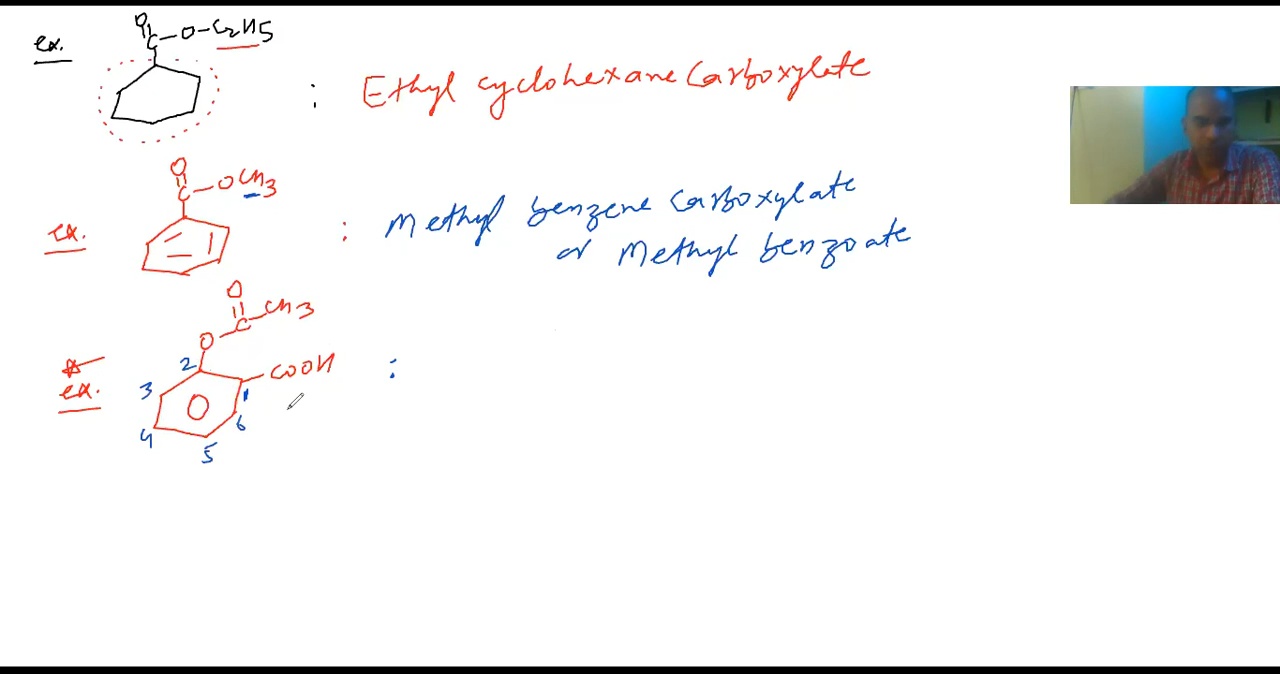 ex.
O
C-O-C2H5
: Ethyl cyclohexane Carboxylate
O
C-OCH3
ex.
: Methyl benzene Carboxylate
or Methyl benzoate
O
C CH3
O
2 COOH :
ex.
3 1
4 6
5